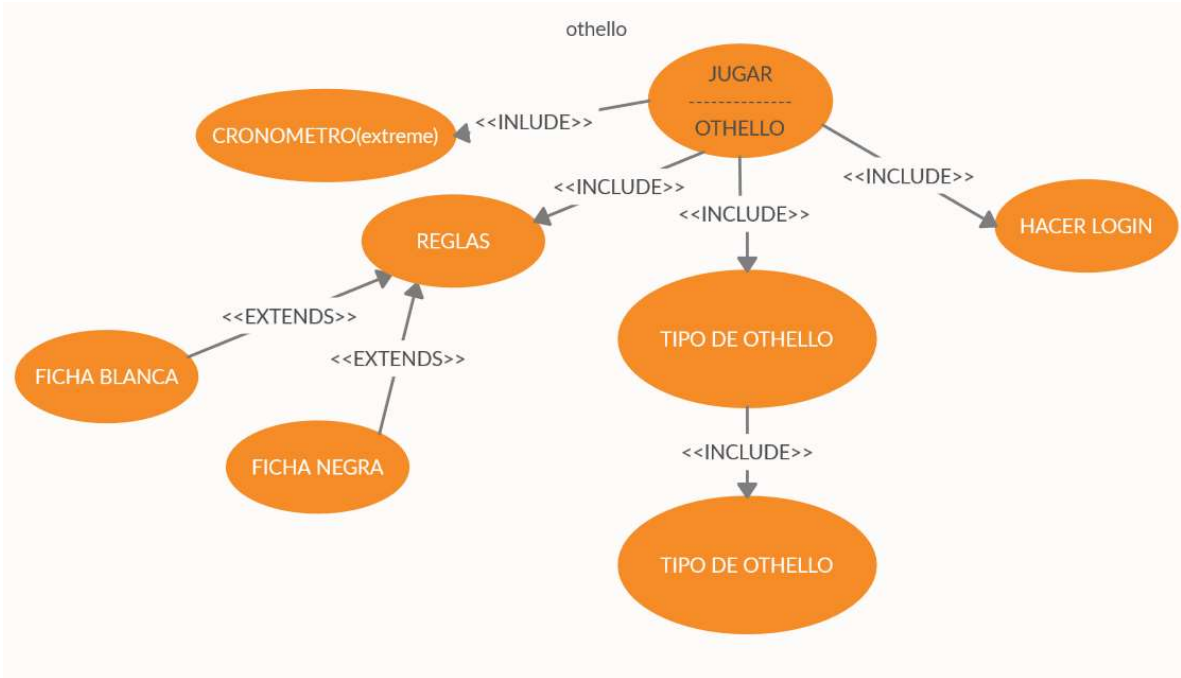 othello
JUGAR
--------------
OTHELLO
CRONOMETRO(extreme)
<<INLUDE>>
<<INCLUDE>>
<<INCLUDE>>
<<INCLUDE>>
REGLAS
HACER LOGIN
<<EXTENDS>>
<<EXTENDS>>
TIPO DE OTHELLO
FICHA BLANCA
FICHA NEGRA
<<INCLUDE>>
TIPO DE OTHELLO